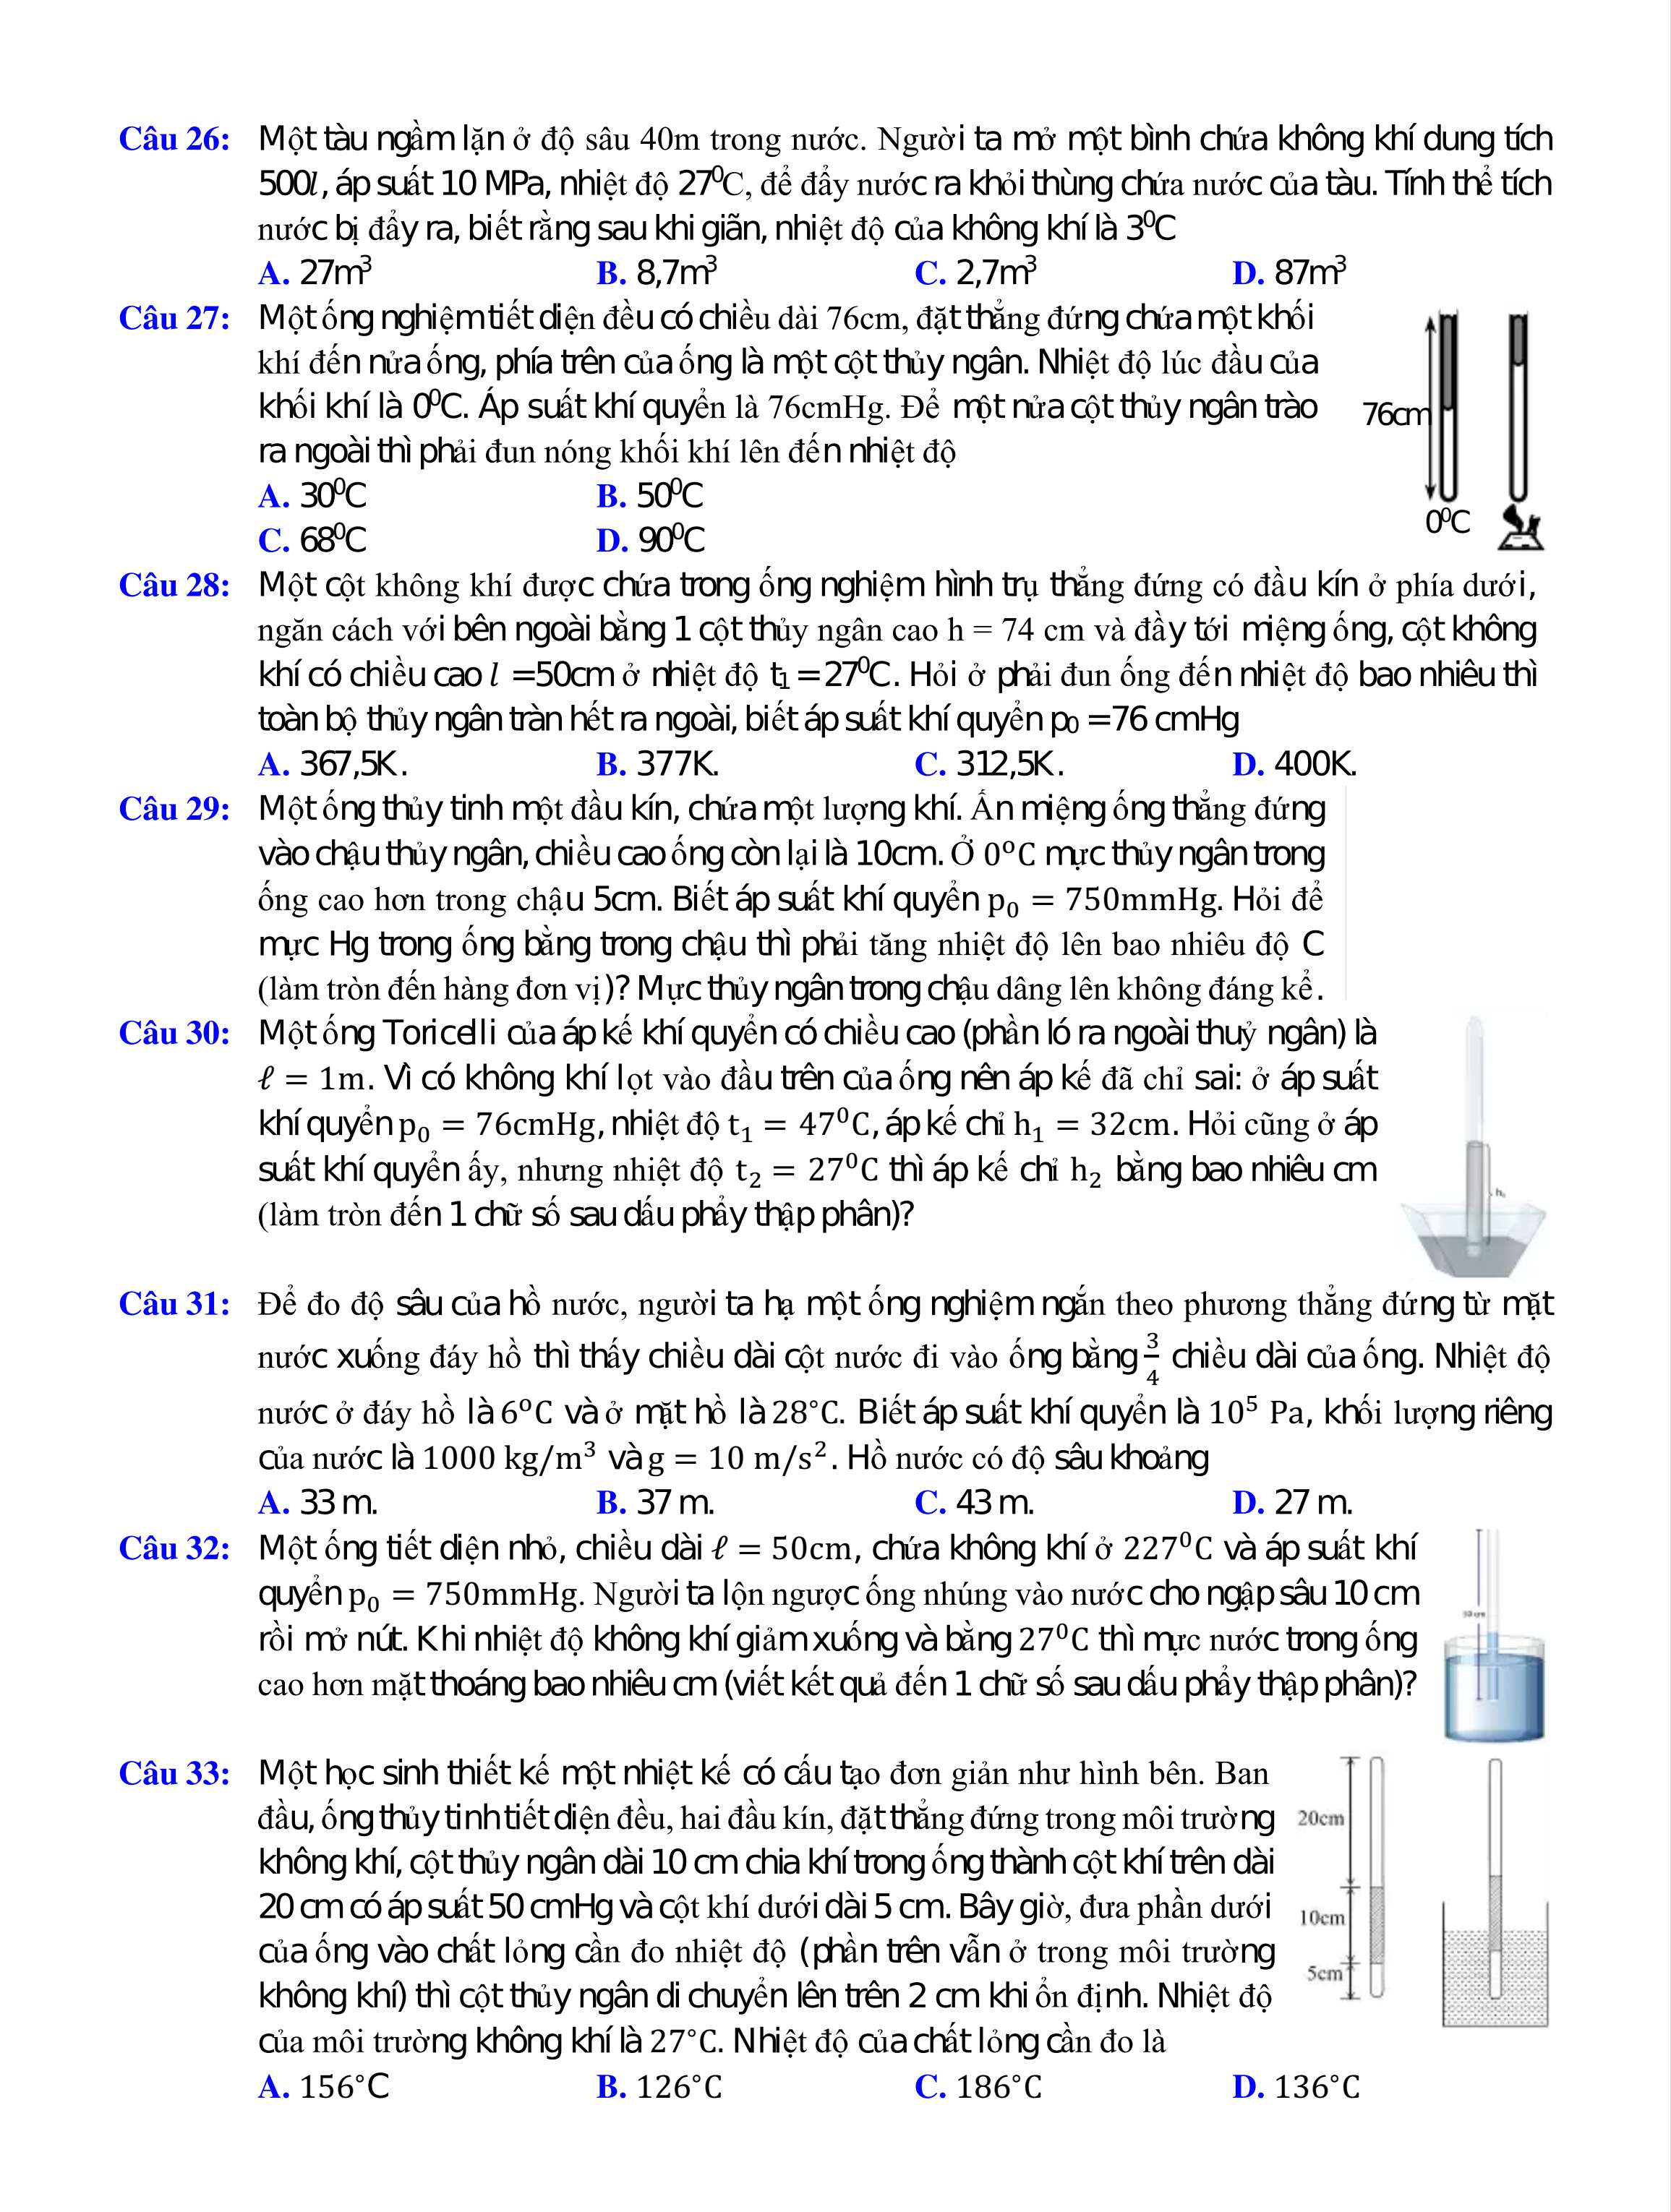 Câu 26: Một tàu ngầm lặn ở độ sâu 40m trong nước. Người ta mở một bình chứa không khí dung tích
500l, áp suất 10 MPa, nhiệt độ 27⁰C, để đẩy nước ra khỏi thùng chứa nước của tàu. Tính thể tích
nước bị đẩy ra, biết rằng sau khi giãn, nhiệt độ của không khí là 3⁰C
A. 27m³ B. 8,7m³ C. 2,7m³ D. 87m³
Câu 27: Một ống nghiệm tiết diện đều có chiều dài 76cm, đặt thẳng đứng chứa một khối
khí đến nửa ống, phía trên của ống là một cột thủy ngân. Nhiệt độ lúc đầu của
khối khí là 0⁰C. Áp suất khí quyển là 76cmHg. Để một nửa cột thủy ngân trào
ra ngoài thì phải đun nóng khối khí lên đến nhiệt độ
A. 30⁰C B. 50⁰C
C. 68⁰C D. 90⁰C
76cm
0⁰C
Câu 28: Một cột không khí được chứa trong ống nghiệm hình trụ thẳng đứng có đầu kín ở phía dưới,
ngăn cách với bên ngoài bằng 1 cột thủy ngân cao h = 74 cm và đầy tới miệng ống, cột không
khí có chiều cao l =50cm ở nhiệt độ t₁ = 27⁰C. Hỏi ở phải đun ống đến nhiệt độ bao nhiêu thì
toàn bộ thủy ngân tràn hết ra ngoài, biết áp suất khí quyển p₀ = 76 cmHg
A. 367,5K. B. 377K. C. 312,5K. D. 400K.
Câu 29: Một ống thủy tinh một đầu kín, chứa một lượng khí. Ấn miệng ống thẳng đứng
vào chậu thủy ngân, chiều cao ống còn lại là 10cm. Ở 0ᵒC mực thủy ngân trong
ống cao hơn trong chậu 5cm. Biết áp suất khí quyển p₀ = 750mmHg. Hỏi để
mực Hg trong ống bằng trong chậu thì phải tăng nhiệt độ lên bao nhiêu độ C
(làm tròn đến hàng đơn vị)? Mực thủy ngân trong chậu dâng lên không đáng kể.
Câu 30: Một ống Toricelli của áp kế khí quyển có chiều cao (phần ló ra ngoài thuỷ ngân) là
ℓ = 1m. Vì có không khí lọt vào đầu trên của ống nên áp kế đã chỉ sai: ở áp suất
khí quyển p₀ = 76cmHg, nhiệt độ t₁ = 47⁰C, áp kế chỉ h₁ = 32cm. Hỏi cũng ở áp
suất khí quyển ấy, nhưng nhiệt độ t₂ = 27⁰C thì áp kế chỉ h₂ bằng bao nhiêu cm
(làm tròn đến 1 chữ số sau dấu phẩy thập phân)?
Câu 31: Để đo độ sâu của hồ nước, người ta hạ một ống nghiệm ngắn theo phương thẳng đứng từ mặt
nước xuống đáy hồ thì thấy chiều dài cột nước đi vào ống bằng 3/4 chiều dài của ống. Nhiệt độ
nước ở đáy hồ là 6ᵒC và ở mặt hồ là 28°C. Biết áp suất khí quyển là 10⁵ Pa, khối lượng riêng
của nước là 1000 kg/m³ và g = 10 m/s². Hồ nước có độ sâu khoảng
A. 33 m. B. 37 m. C. 43 m. D. 27 m.
Câu 32: Một ống tiết diện nhỏ, chiều dài ℓ = 50cm, chứa không khí ở 227⁰C và áp suất khí
quyển p₀ = 750mmHg. Người ta lộn ngược ống nhúng vào nước cho ngập sâu 10 cm
rồi mở nút. Khi nhiệt độ không khí giảm xuống và bằng 27⁰C thì mực nước trong ống
cao hơn mặt thoáng bao nhiêu cm (viết kết quả đến 1 chữ số sau dấu phẩy thập phân)?
50 cm
Câu 33: Một học sinh thiết kế một nhiệt kế có cấu tạo đơn giản như hình bên. Ban
đầu, ống thủy tinh tiết diện đều, hai đầu kín, đặt thẳng đứng trong môi trường
không khí, cột thủy ngân dài 10 cm chia khí trong ống thành cột khí trên dài
20 cm có áp suất 50 cmHg và cột khí dưới dài 5 cm. Bây giờ, đưa phần dưới
của ống vào chất lỏng cần đo nhiệt độ (phần trên vẫn ở trong môi trường
không khí) thì cột thủy ngân di chuyển lên trên 2 cm khi ổn định. Nhiệt độ
của môi trường không khí là 27°C. Nhiệt độ của chất lỏng cần đo là
A. 156°C B. 126°C C. 186°C D. 136°C
20cm
10cm
5cm